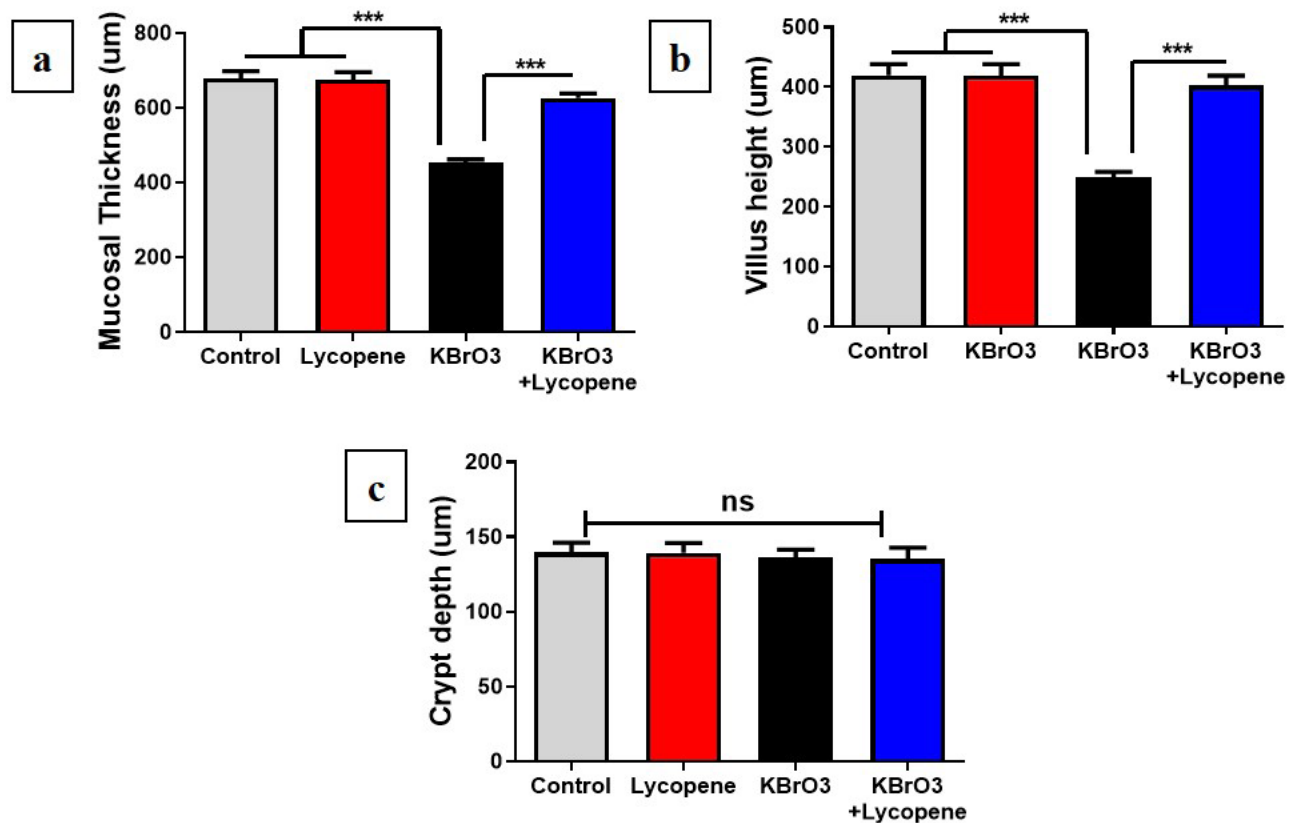 a
Mucosal Thickness (um)
800
600
400
200
0
***
***
Control
Lycopene
KBrO3
KBrO3
+Lycopene
b
Villus height (um)
500
400
300
200
100
0
***
***
Control
KBrO3
KBrO3
KBrO3
+Lycopene
c
Crypt depth (um)
200
150
100
50
0
ns
Control
Lycopene
KBrO3
KBrO3
+Lycopene